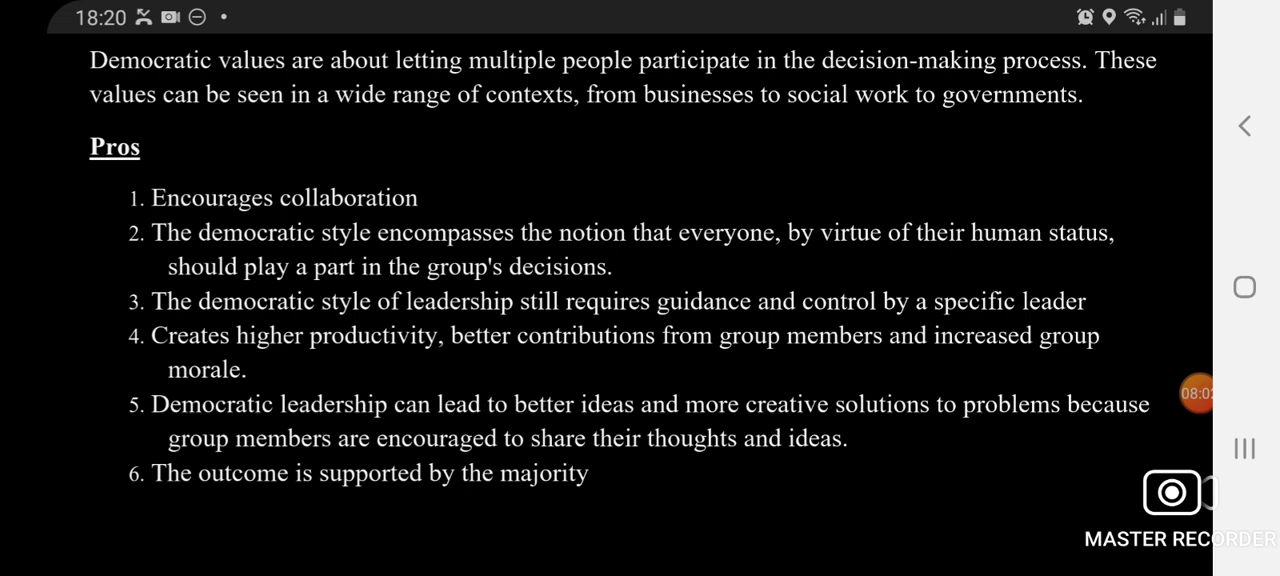 18:20
Democratic values are about letting multiple people participate in the decision-making process. These
values can be seen in a wide range of contexts, from businesses to social work to governments.
Pros
1. Encourages collaboration
2. The democratic style encompasses the notion that everyone, by virtue of their human status,
should play a part in the group's decisions.
3. The democratic style of leadership still requires guidance and control by a specific leader
4. Creates higher productivity, better contributions from group members and increased group
morale.
5. Democratic leadership can lead to better ideas and more creative solutions to problems because
group members are encouraged to share their thoughts and ideas.
6. The outcome is supported by the majority
MASTER RECORDER